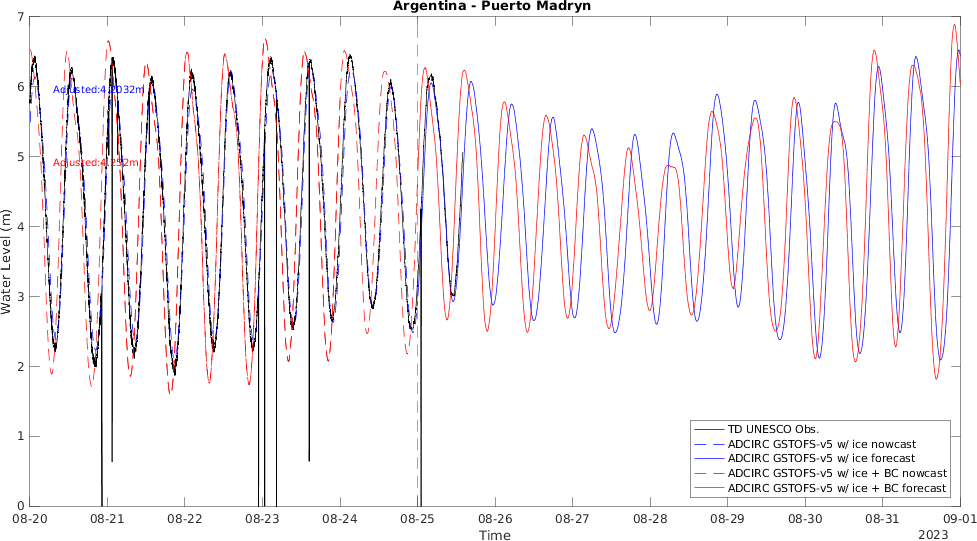 Argentina - Puerto Madryn
Water Level (m)
7
6
5
4
3
2
1
0
Adjusted:4.2032m
Adjusted:4.252m
TD UNESCO Obs.
ADCIRC GSTOFS-v5 w/ ice nowcast
ADCIRC GSTOFS-v5 w/ ice forecast
ADCIRC GSTOFS-v5 w/ ice + BC nowcast
ADCIRC GSTOFS-v5 w/ ice + BC forecast
08-20 08-21 08-22 08-23 08-24 08-25 08-26 08-27 08-28 08-29 08-30 08-31 09-01
Time
2023